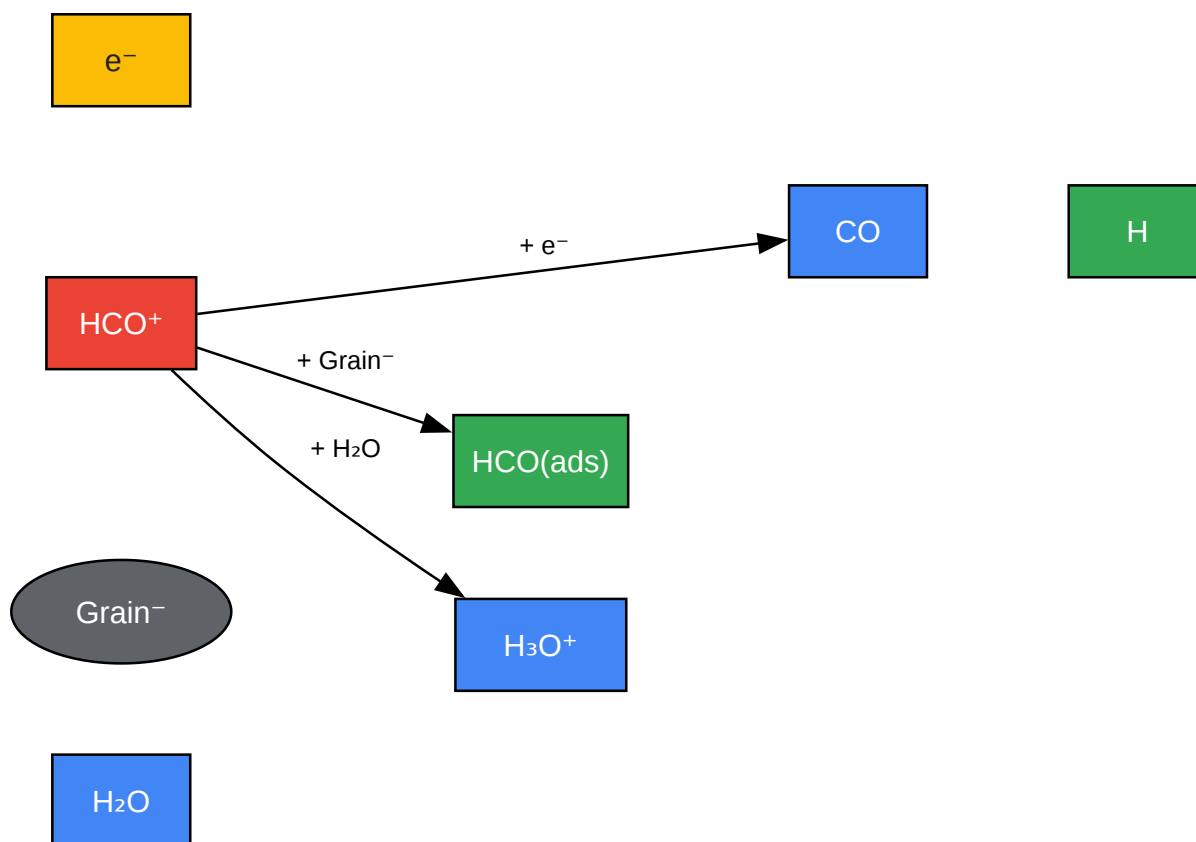 e⁻
CO
H
+ e⁻
HCO⁺
+ Grain⁻
+ H₂O
HCO(ads)
Grain⁻
H₃O⁺
H₂O